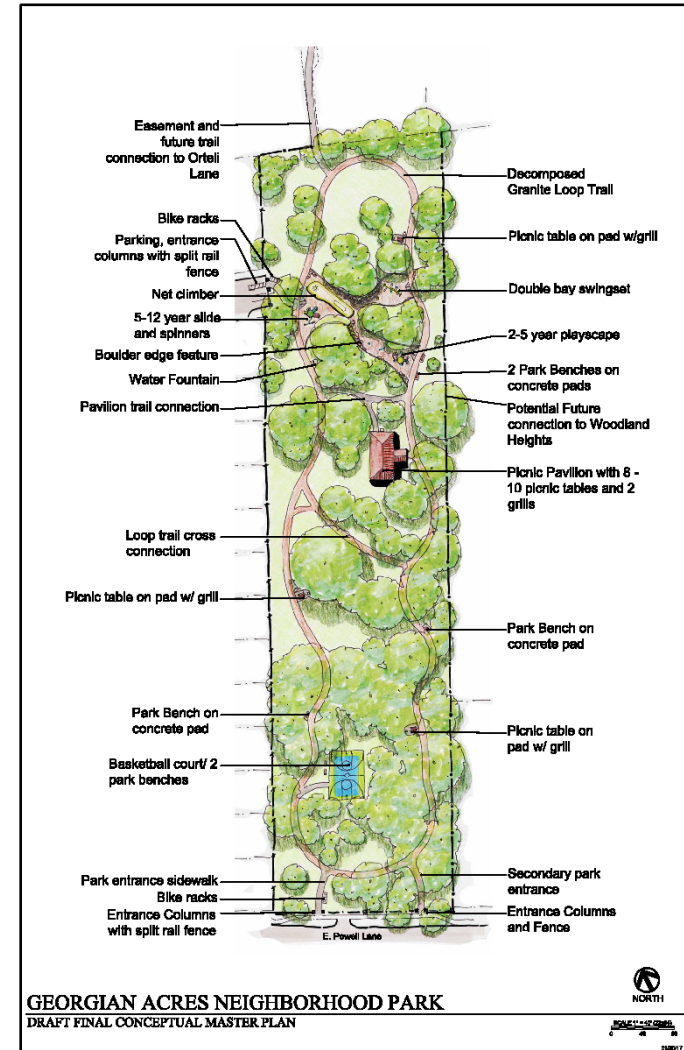 Easement and
future trail
connection to Orteli
Lane
Bike racks
Parking, entrance
columns with split rail
fence
Net climber
5-12 year slide
and spinners
Boulder edge feature
Water Fountain
Pavilion trail connection
Loop trail cross
connection
Picnic table on pad w/ grill
Park Bench on
concrete pad
Basketball court/ 2
park benches
Park entrance sidewalk
Bike racks
Entrance Columns
with split rail fence
Decomposed
Granite Loop Trail
Picnic table on pad w/grill
Double bay swingset
2-5 year playscape
2 Park Benches on
concrete pads
Potential Future
connection to Woodland
Heights
Picnic Pavilion with 8 -
10 picnic tables and 2
grills
Park Bench on
concrete pad
Picnic table on
pad w/ grill
Secondary park
entrance
Entrance Columns
and Fence
E. Powell Lane
GEORGIAN ACRES NEIGHBORHOOD PARK
DRAFT FINAL CONCEPTUAL MASTER PLAN
NORTH